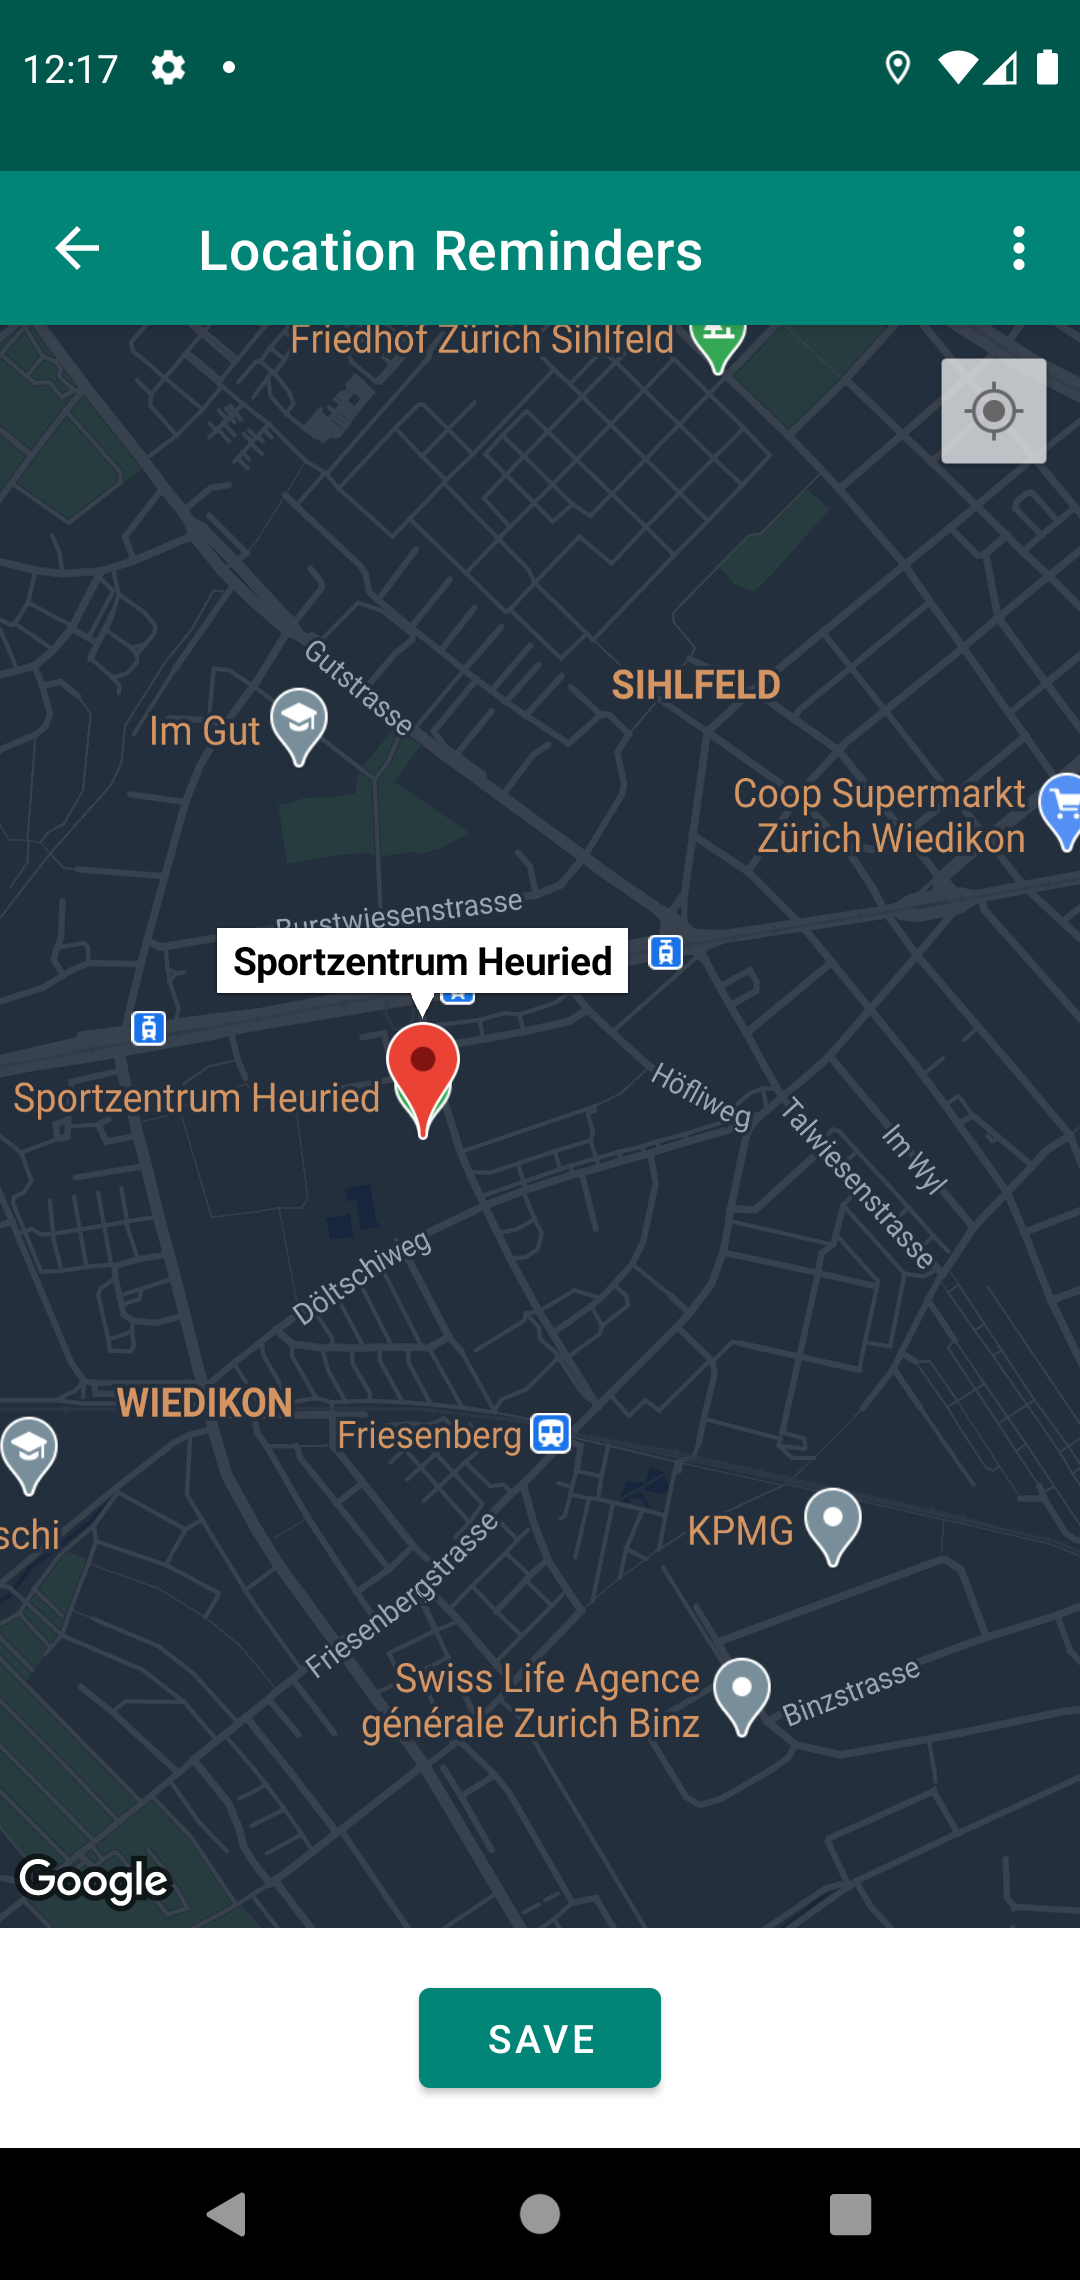 12:17
Location Reminders
Friedhof Zürich Sihlfeld
Gutstrasse
SIHLFELD
Im Gut
Coop Supermarkt
Zürich Wiedikon
Burstwiesenstrasse
Sportzentrum Heuried
Sportzentrum Heuried
Höfliweg
Talwiesenstrasse
Im Wyl
Döltschiweg
WIEDIKON
Friesenberg
schi
KPMG
Friesenbergstrasse
Swiss Life Agence
générale Zurich Binz
Binzstrasse
Google
SAVE